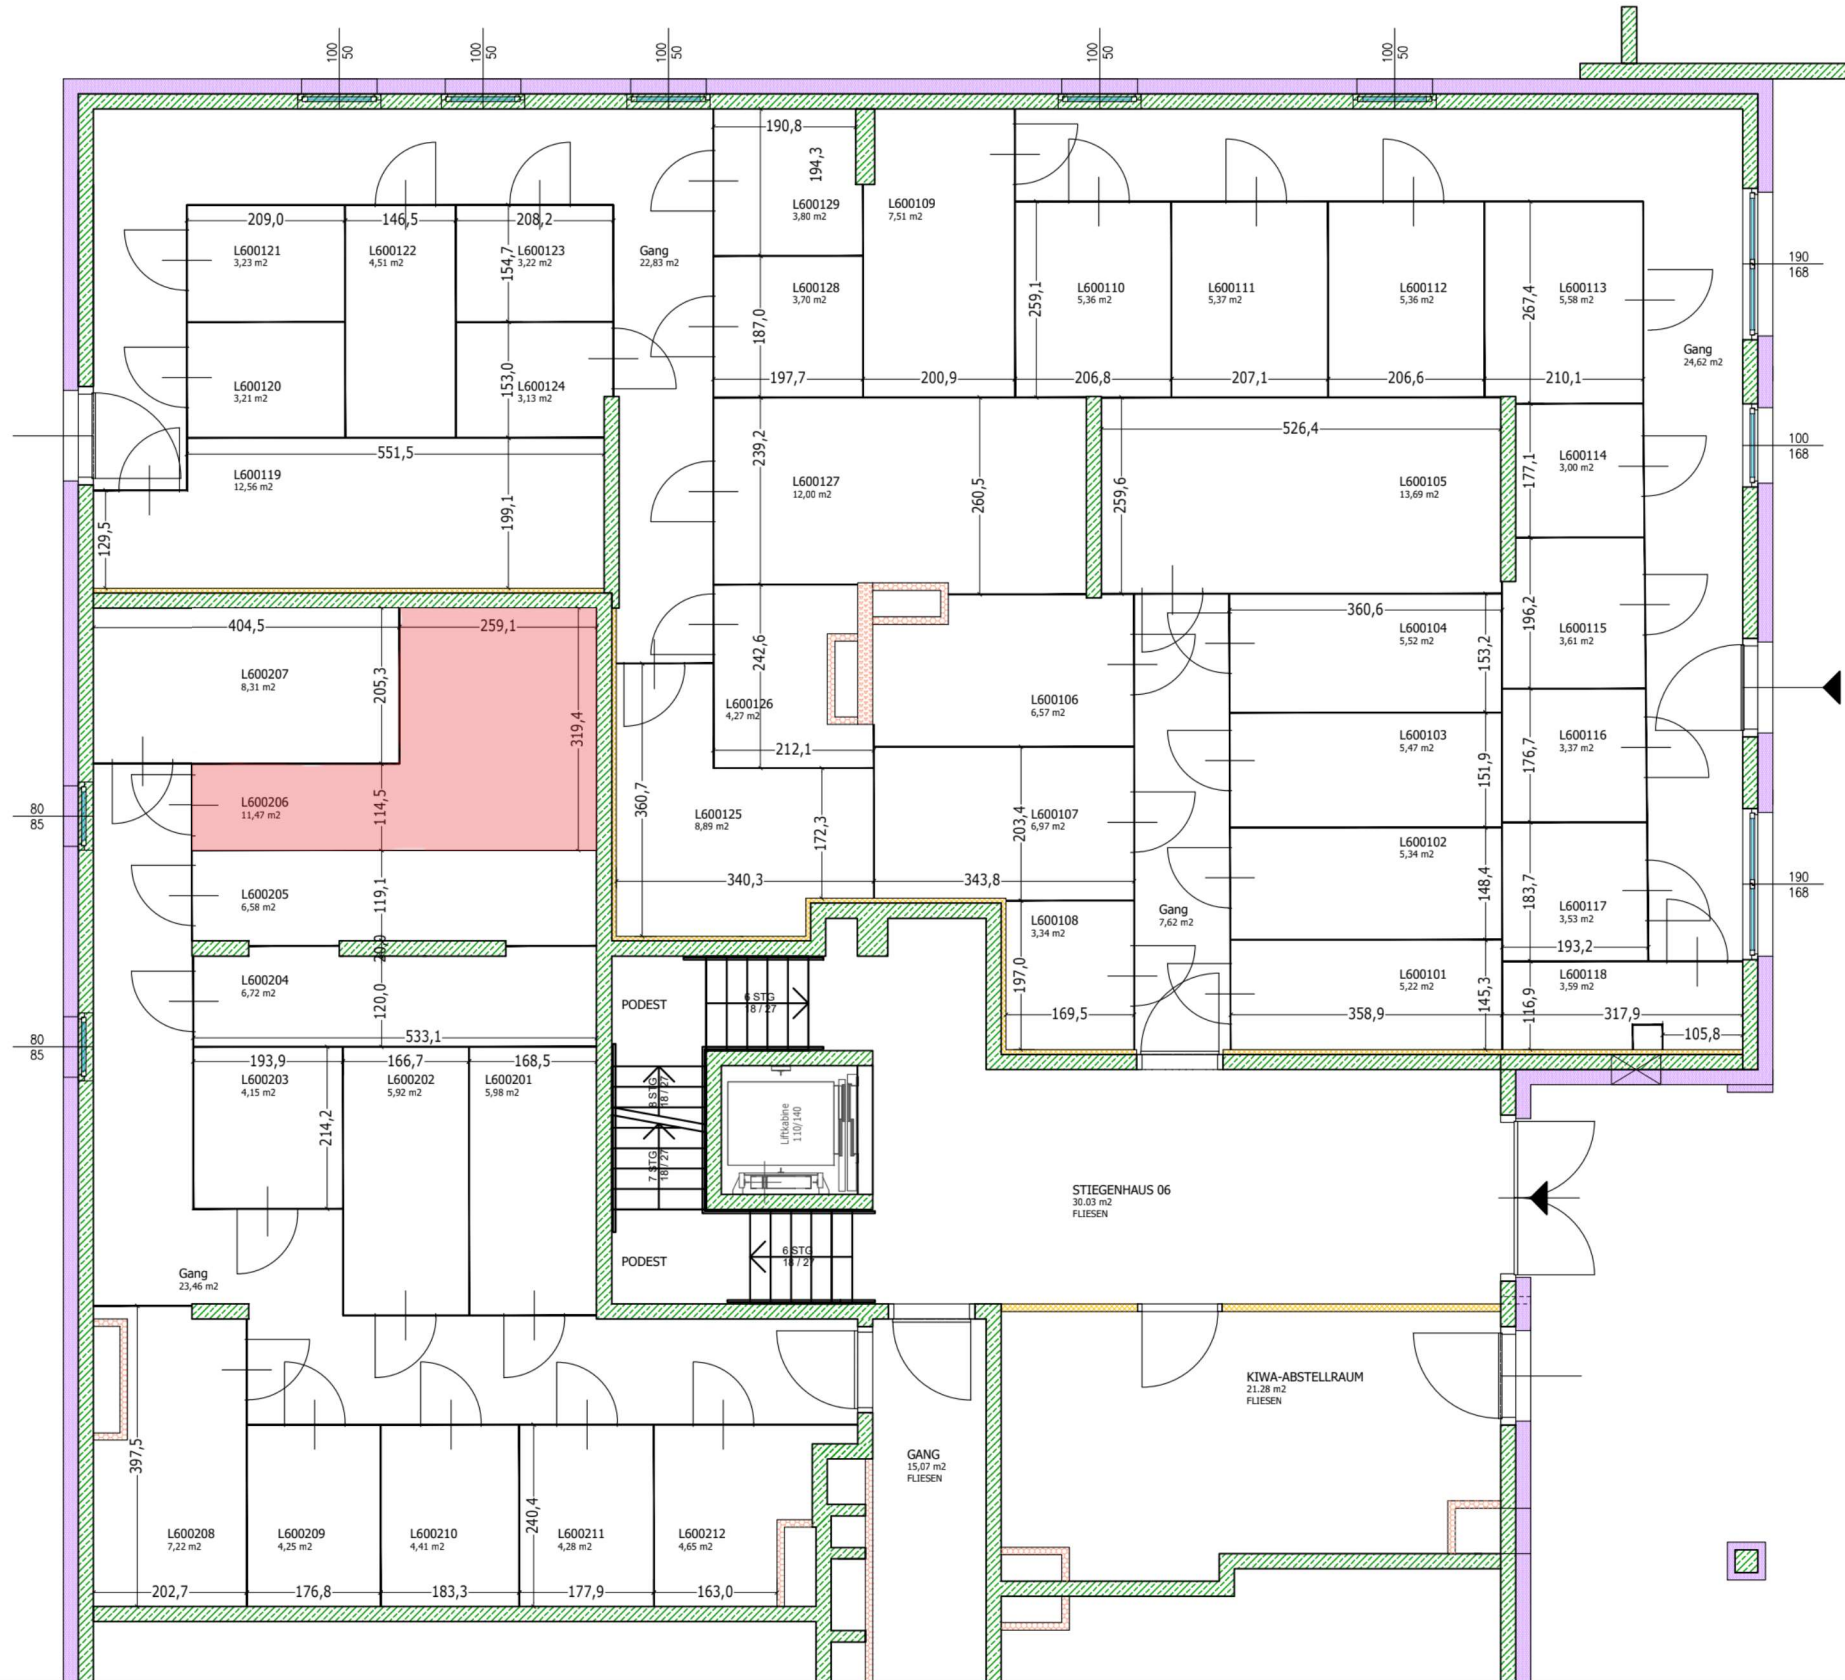 100
50
100
50
100
50
100
50
100
50
190,8
194,3
L600129
3,80 m2
L600109
7,51 m2
209,0
146,5
208,2
L600121
3,23 m2
L600122
4,51 m2
154,7
L600123
3,22 m2
Gang
22,83 m2
L600128
3,70 m2
187,0
259,1
L600110
5,36 m2
L600111
5,37 m2
L600112
5,36 m2
267,4
L600113
5,58 m2
190
168
Gang
24,62 m2
L600120
3,21 m2
153,0
L600124
3,13 m2
197,7
200,9
206,8
207,1
206,6
210,1
551,5
L600119
12,56 m2
129,5
199,1
239,2
L600127
12,00 m2
260,5
259,6
526,4
L600105
13,69 m2
177,1
L600114
3,00 m2
100
168
404,5
259,1
L600207
8,31 m2
205,3
319,4
242,6
L600126
4,27 m2
212,1
L600106
6,57 m2
360,6
L600104
5,52 m2
153,2
196,2
L600115
3,61 m2
L600103
5,47 m2
151,9
176,7
L600116
3,37 m2
80
85
L600206
11,47 m2
114,5
360,7
L600125
8,89 m2
172,3
340,3
203,4
L600107
6,97 m2
343,8
L600102
5,34 m2
148,4
183,7
L600117
3,53 m2
193,2
190
168
L600205
6,58 m2
119,1
20,0
L600108
3,34 m2
197,0
169,5
Gang
7,62 m2
L600204
6,72 m2
120,0
533,1
PODEST
6 STG
18 / 27
L600101
5,22 m2
145,3
358,9
116,9
L600118
3,59 m2
317,9
105,8
80
85
193,9
166,7
168,5
L600203
4,15 m2
L600202
5,92 m2
L600201
5,98 m2
214,2
8 STG
18 / 27
7 STG
18 / 27
Liftkabine
110/140
STIEGENHAUS 06
30.03 m2
FLIESEN
PODEST
6 STG
18 / 27
Gang
23,46 m2
397,5
KIWA-ABSTELLRAUM
21.28 m2
FLIESEN
GANG
15,07 m2
FLIESEN
240,4
L600208
7,22 m2
L600209
4,25 m2
L600210
4,41 m2
L600211
4,28 m2
L600212
4,65 m2
202,7
176,8
183,3
177,9
163,0